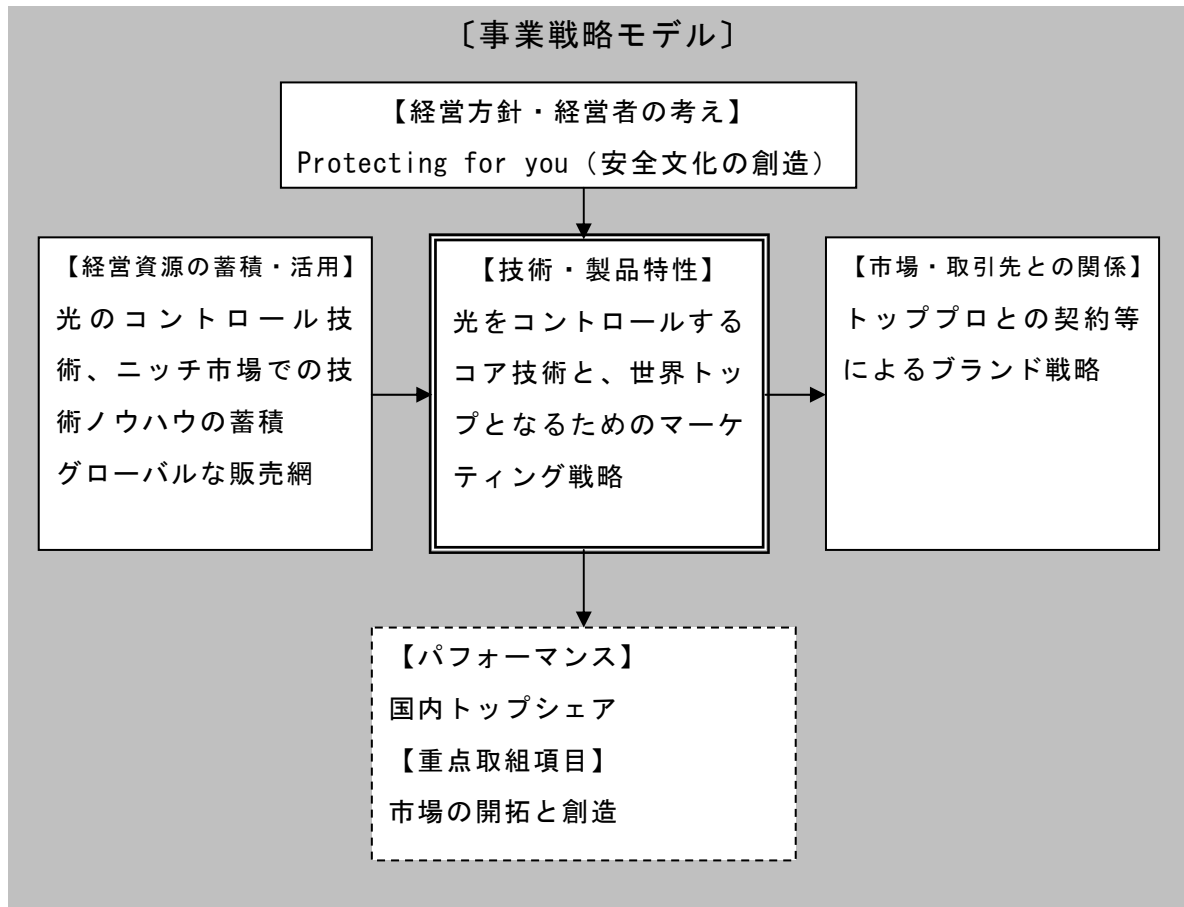 〔事業戦略モデル〕
【経営方針・経営者の考え】
Protecting for you（安全文化の創造）
【経営資源の蓄積・活用】
光のコントロール技
術、ニッチ市場での技
術ノウハウの蓄積
グローバルな販売網
【技術・製品特性】
光をコントロールする
コア技術と、世界トッ
プとなるためのマーケ
ティング戦略
【市場・取引先との関係】
トッププロとの契約等
によるブランド戦略
【パフォーマンス】
国内トップシェア
【重点取組項目】
市場の開拓と創造